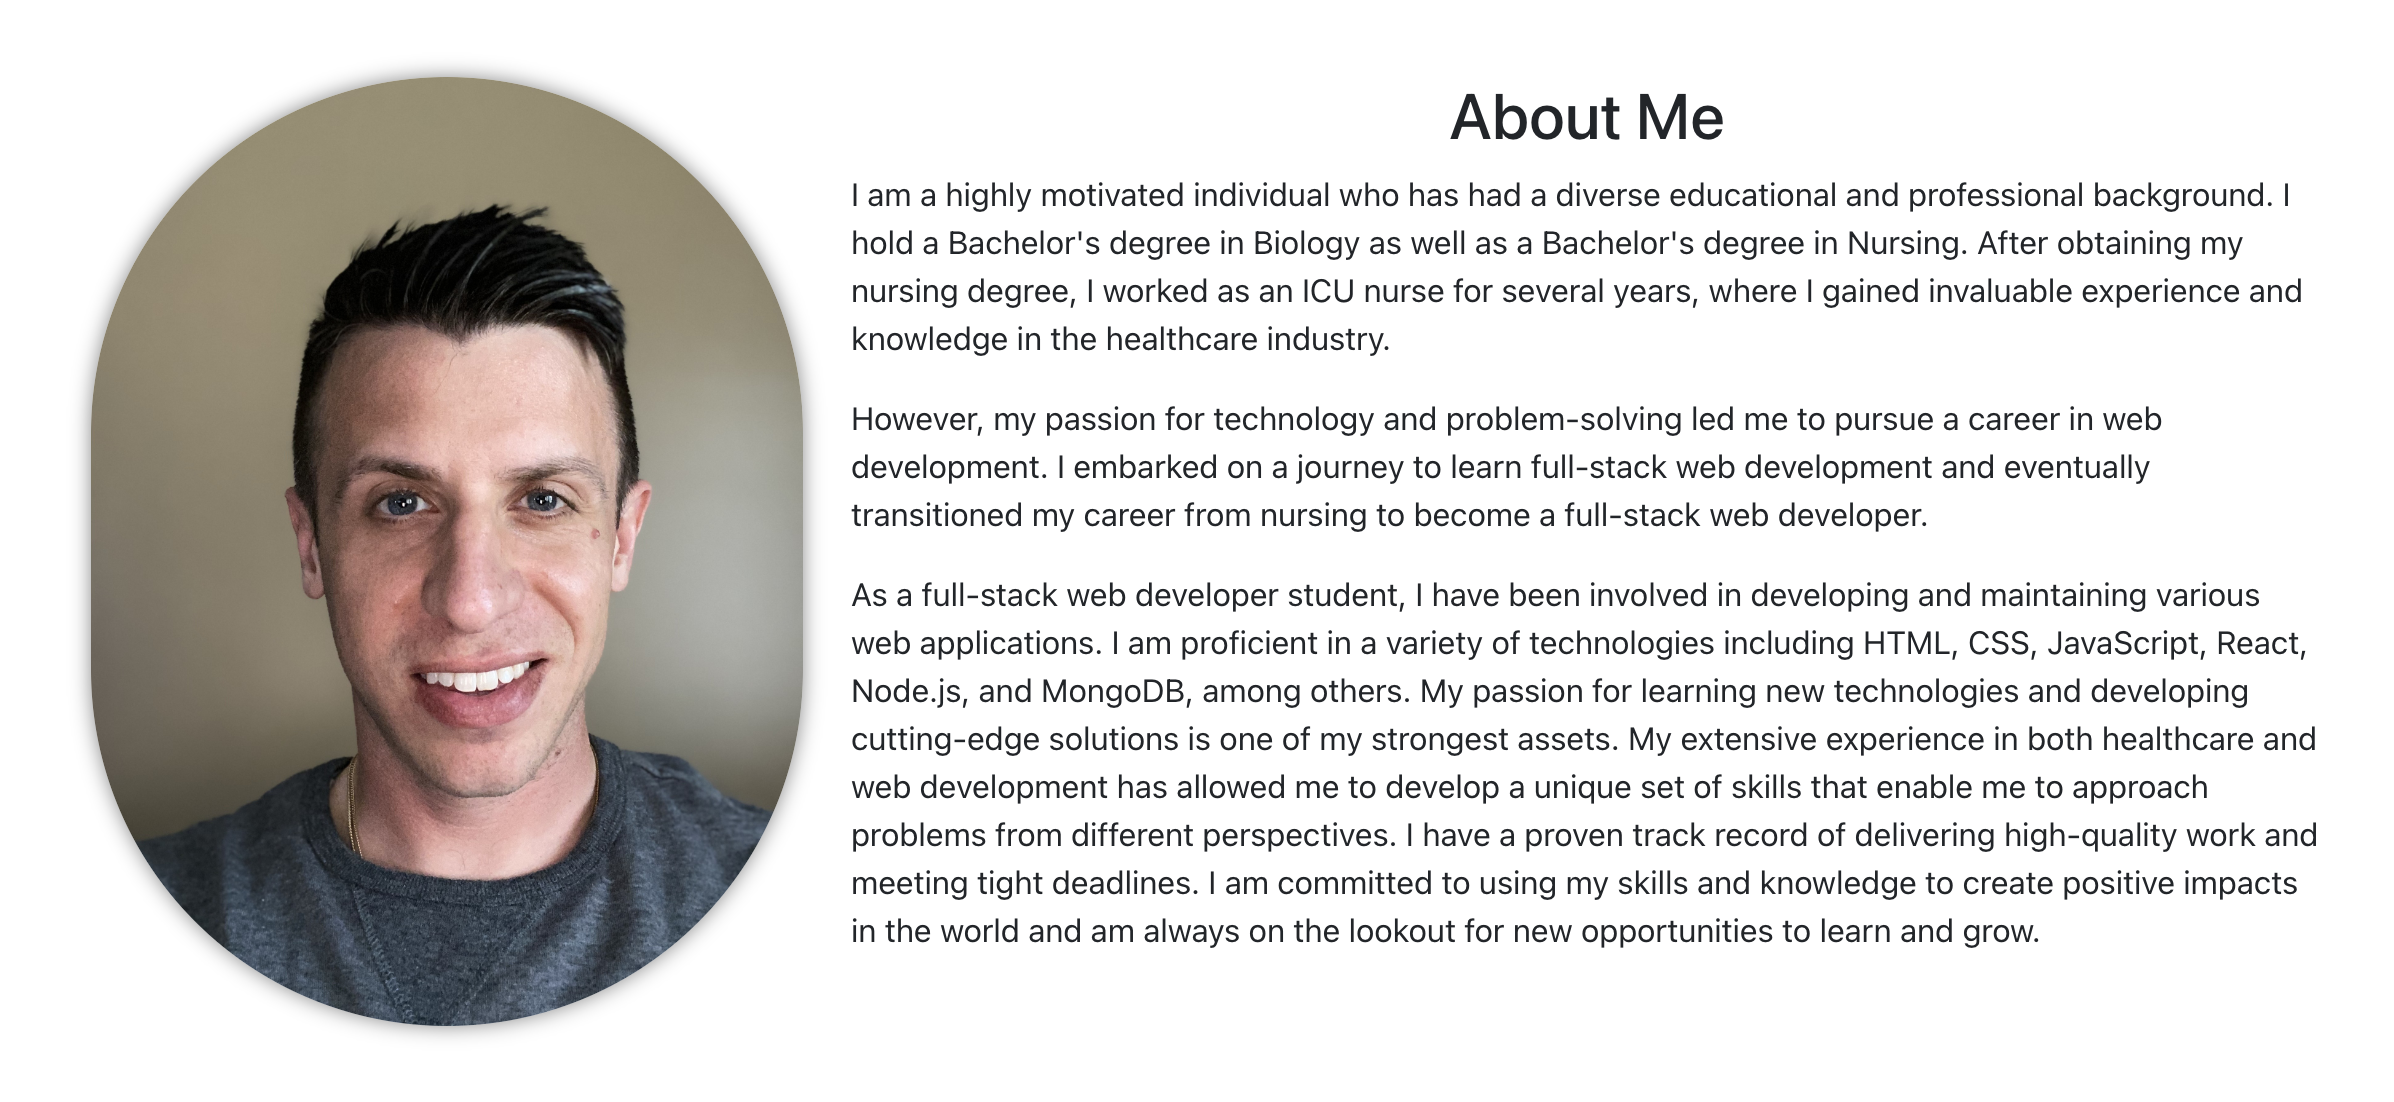 About Me
I am a highly motivated individual who has had a diverse educational and professional background. I
hold a Bachelor's degree in Biology as well as a Bachelor's degree in Nursing. After obtaining my
nursing degree, I worked as an ICU nurse for several years, where I gained invaluable experience and
knowledge in the healthcare industry.
However, my passion for technology and problem-solving led me to pursue a career in web
development. I embarked on a journey to learn full-stack web development and eventually
transitioned my career from nursing to become a full-stack web developer.
As a full-stack web developer student, I have been involved in developing and maintaining various
web applications. I am proficient in a variety of technologies including HTML, CSS, JavaScript, React,
Node.js, and MongoDB, among others. My passion for learning new technologies and developing
cutting-edge solutions is one of my strongest assets. My extensive experience in both healthcare and
web development has allowed me to develop a unique set of skills that enable me to approach
problems from different perspectives. I have a proven track record of delivering high-quality work and
meeting tight deadlines. I am committed to using my skills and knowledge to create positive impacts
in the world and am always on the lookout for new opportunities to learn and grow.